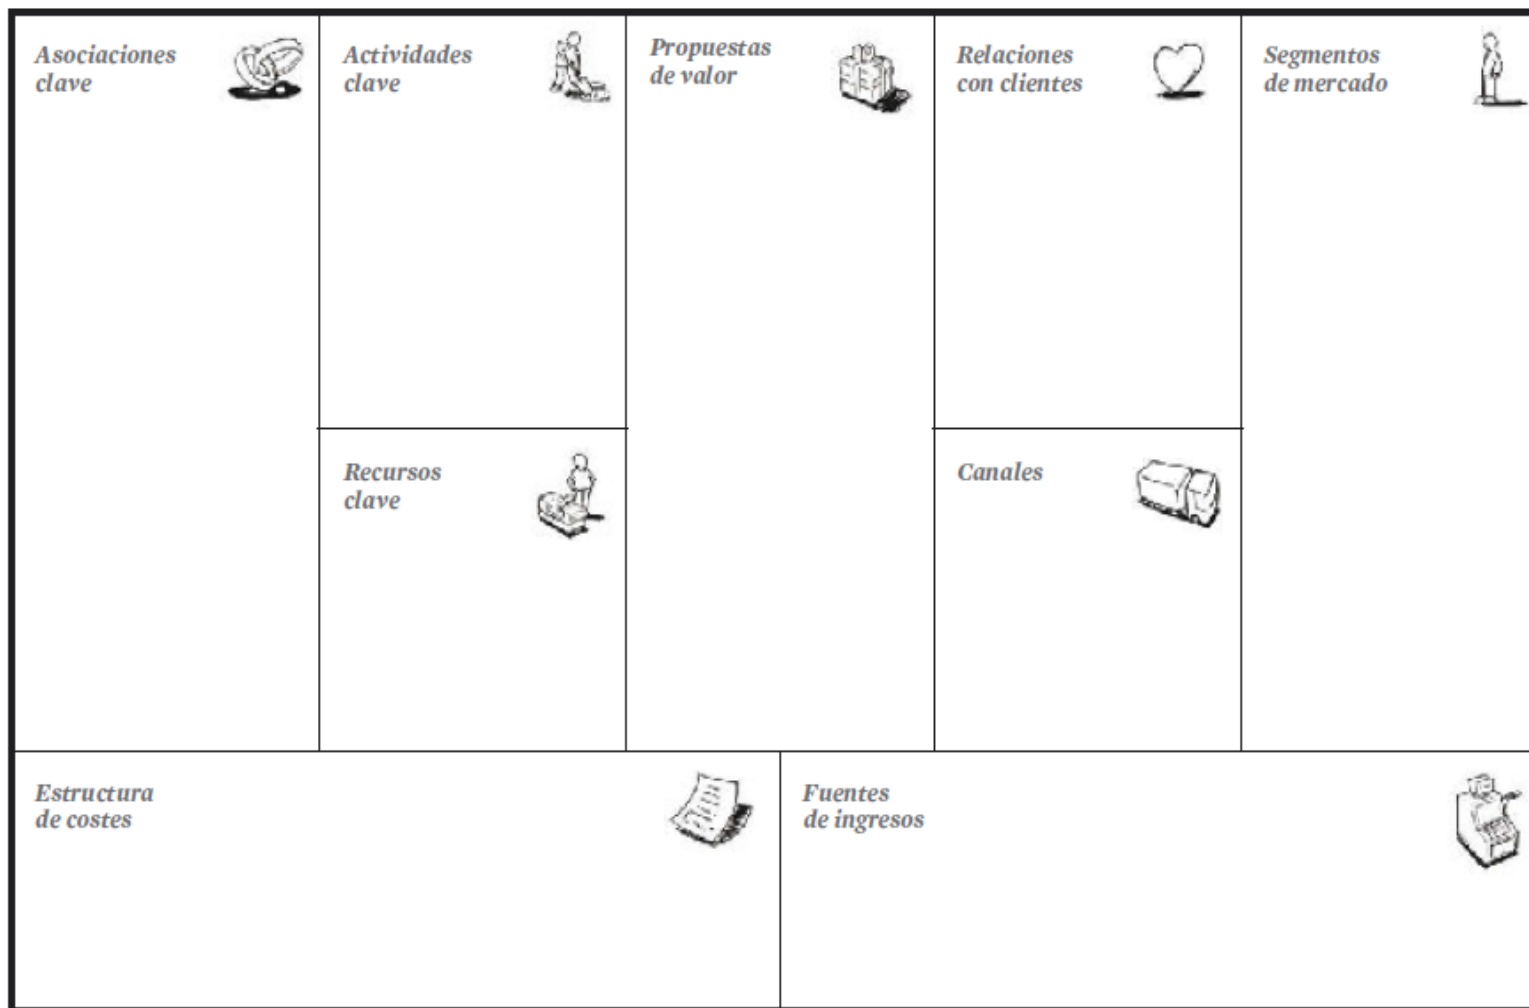 Asociaciones
clave
Actividades
clave
Propuestas
de valor
Relaciones
con clientes
Segmentos
de mercado
Recursos
clave
Canales
Estructura
de costes
Fuentes
de ingresos